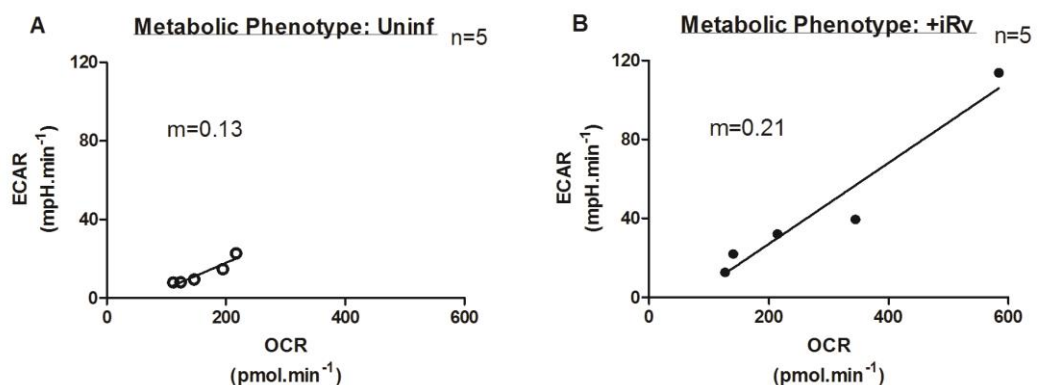 A
Metabolic Phenotype: Uninf
n=5
120
80
40
0
m=0.13
ECAR
(mpH.min⁻¹)
0
200
400
600
OCR
(pmol.min⁻¹)
B
Metabolic Phenotype: +iRv
n=5
120
80
40
0
m=0.21
ECAR
(mpH.min⁻¹)
0
200
400
600
OCR
(pmol.min⁻¹)